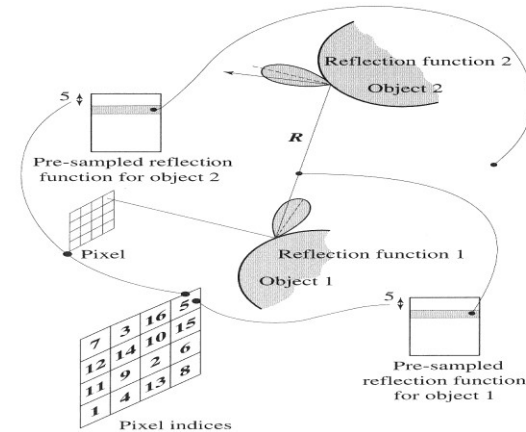 Reflection function 2
Object 2
5
Pre-sampled reflection
function for object 2
R
Pixel
Reflection function 1
Object 1
5
7 3 16 5
12 14 10 15
11 9 2 6
1 4 13 8
Pixel indices
Pre-sampled
reflection function
for object 1